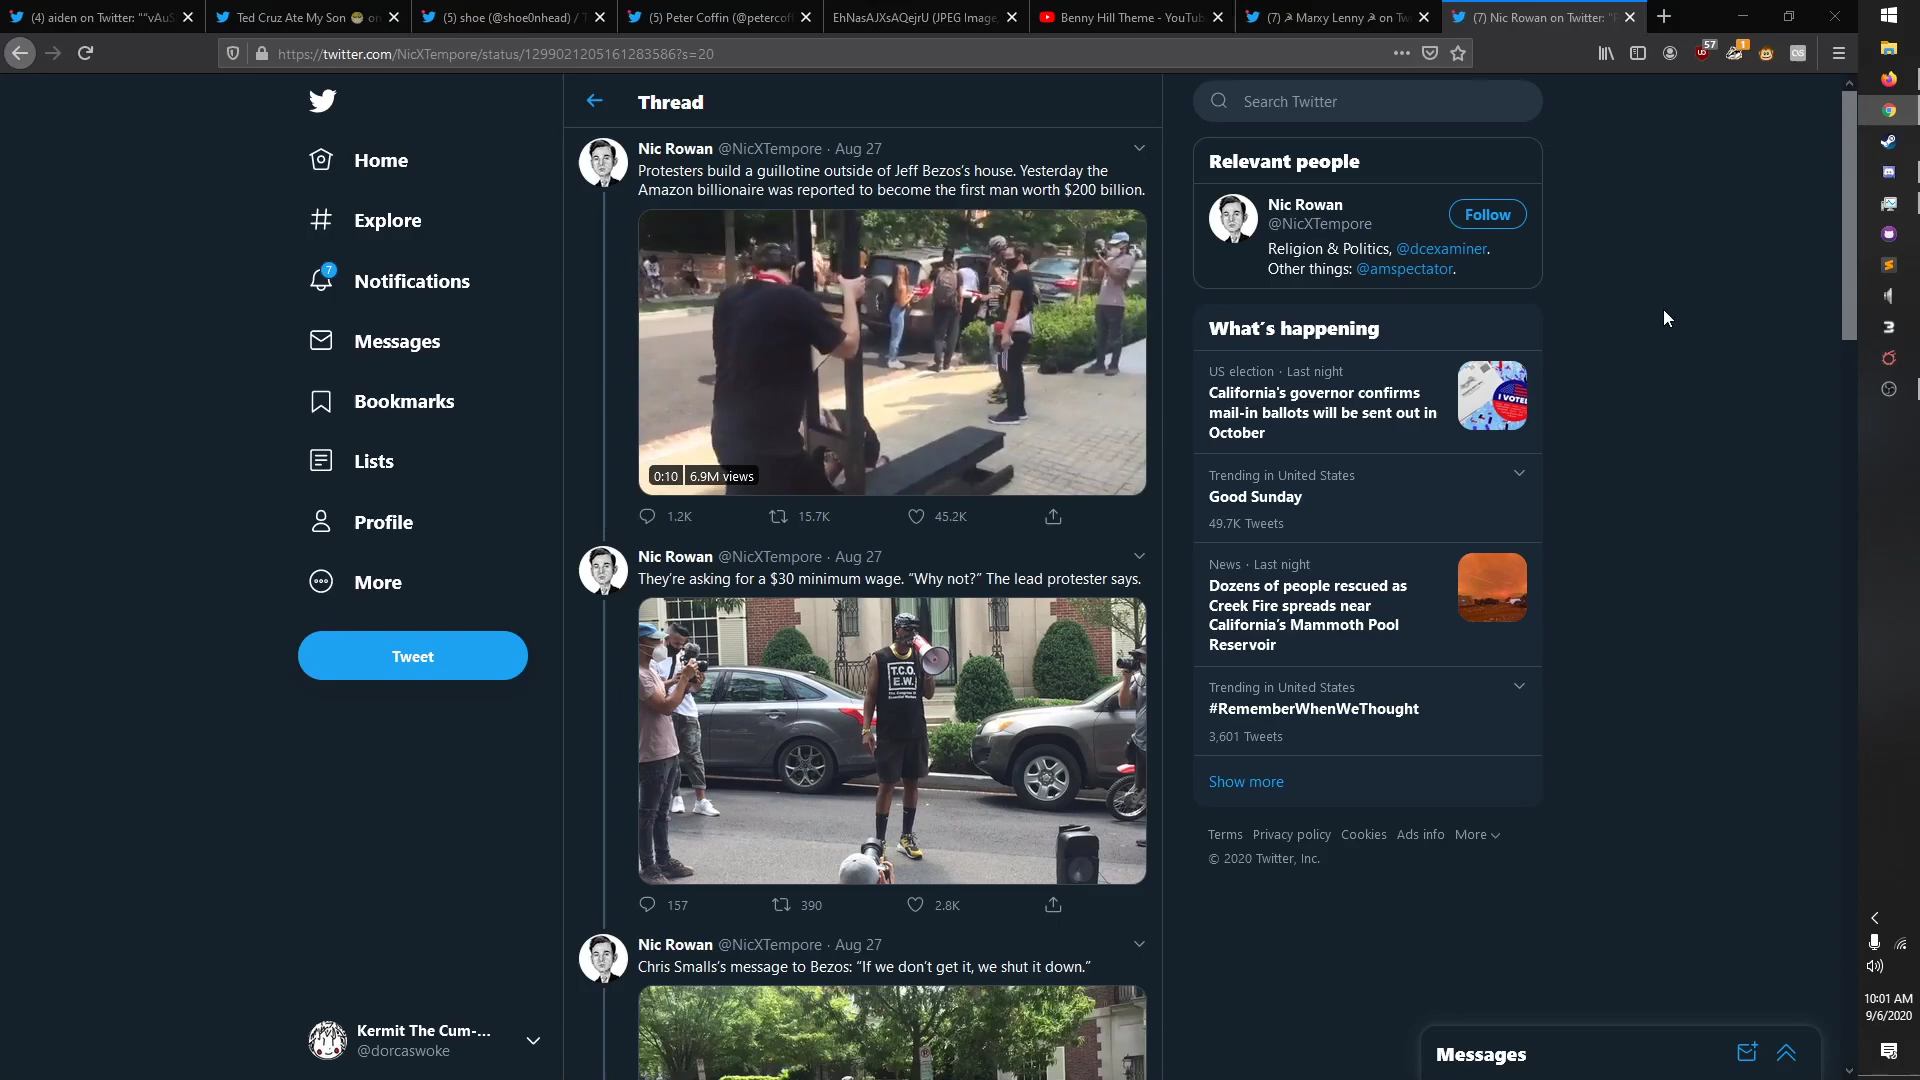 (4) aiden on Twitter: "“vAuS
Ted Cruz Ate My Son 😳 on
(5) shoe (@shoe0nhead) / T
(5) Peter Coffin (@petercoff
EhNasAJXsAQejrU (JPEG Image,
Benny Hill Theme - YouTub
(7) ☭ Marxy Lenny ☭ on Tw
(7) Nic Rowan on Twitter: "P
https://twitter.com/NicXTempore/status/1299021205161283586?s=20
57
1
Home
Explore
7
Notifications
Messages
Bookmarks
Lists
Profile
More
Tweet
Kermit The Cum-...
@dorcaswoke
Thread
Nic Rowan @NicXTempore · Aug 27
Protesters build a guillotine outside of Jeff Bezos’s house. Yesterday the
Amazon billionaire was reported to become the first man worth $200 billion.
0:10 6.9M views
1.2K 15.7K 45.2K
Nic Rowan @NicXTempore · Aug 27
They’re asking for a $30 minimum wage. “Why not?” The lead protester says.
T.C.O.
E.W.
157 390 2.8K
Nic Rowan @NicXTempore · Aug 27
Chris Smalls’s message to Bezos: “If we don’t get it, we shut it down.”
Search Twitter
Relevant people
Nic Rowan
@NicXTempore
Follow
Religion & Politics, @dcexaminer.
Other things: @amspectator.
What’s happening
US election · Last night
California's governor confirms
mail-in ballots will be sent out in
October
I VOTE
Trending in United States
Good Sunday
49.7K Tweets
News · Last night
Dozens of people rescued as
Creek Fire spreads near
California’s Mammoth Pool
Reservoir
Trending in United States
#RememberWhenWeThought
3,601 Tweets
Show more
Terms Privacy policy Cookies Ads info More
© 2020 Twitter, Inc.
Messages
10:01 AM
9/6/2020